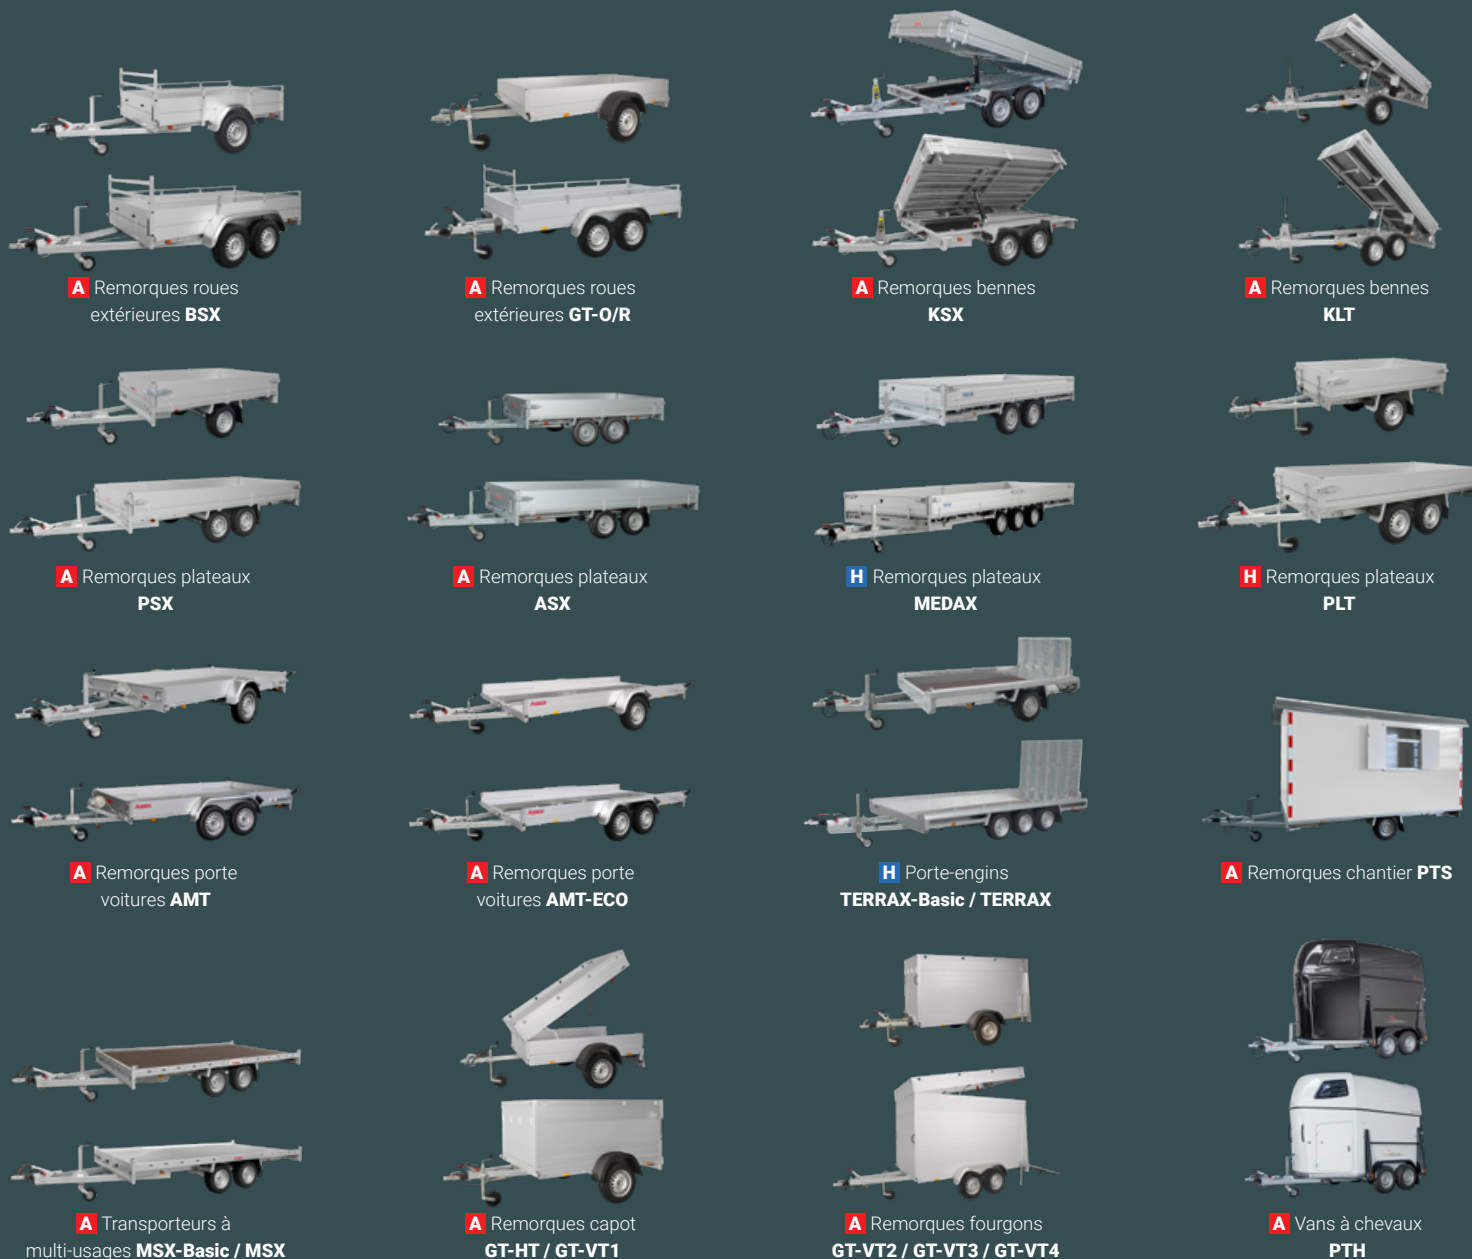 A Remorques roues
extérieures BSX
A Remorques roues
extérieures GT-O/R
A Remorques bennes
KSX
A Remorques bennes
KLT
A Remorques plateaux
PSX
A Remorques plateaux
ASX
H Remorques plateaux
MEDAX
H Remorques plateaux
PLT
A Remorques porte
voitures AMT
A Remorques porte
voitures AMT-ECO
H Porte-engins
TERRAX-Basic / TERRAX
A Remorques chantier PTS
A Transporteurs à
multi-usages MSX-Basic / MSX
A Remorques capot
GT-HT / GT-VT1
A Remorques fourgons
GT-VT2 / GT-VT3 / GT-VT4
A Vans à chevaux
PTH